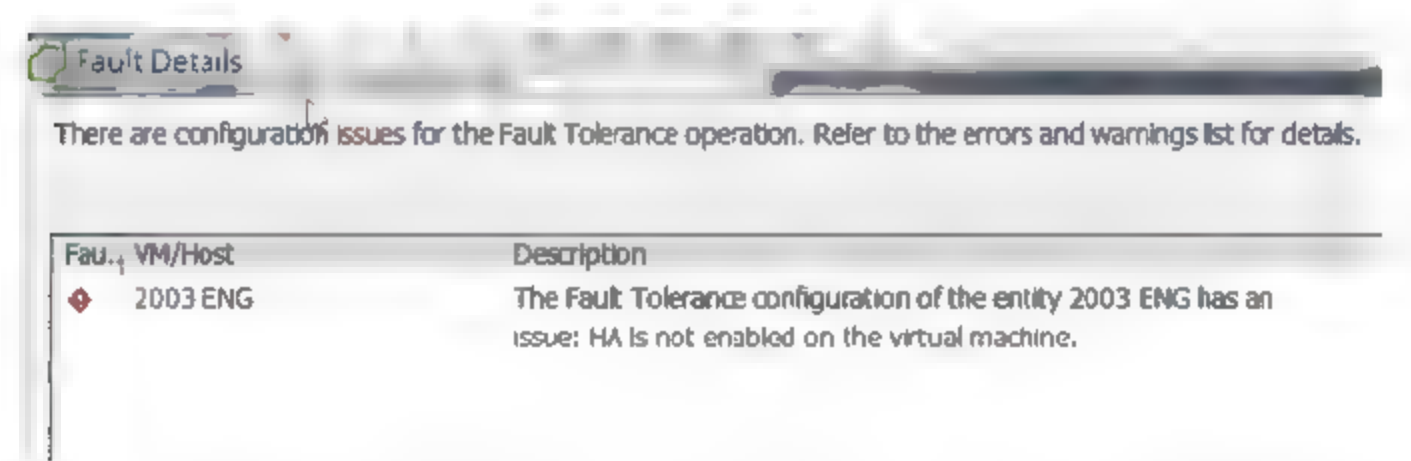 Fault Details
There are configuration issues for the Fault Tolerance operation. Refer to the errors and warnings list for details.
Fau.. VM/Host Description
2003 ENG The Fault Tolerance configuration of the entity 2003 ENG has an
issue: HA is not enabled on the virtual machine.